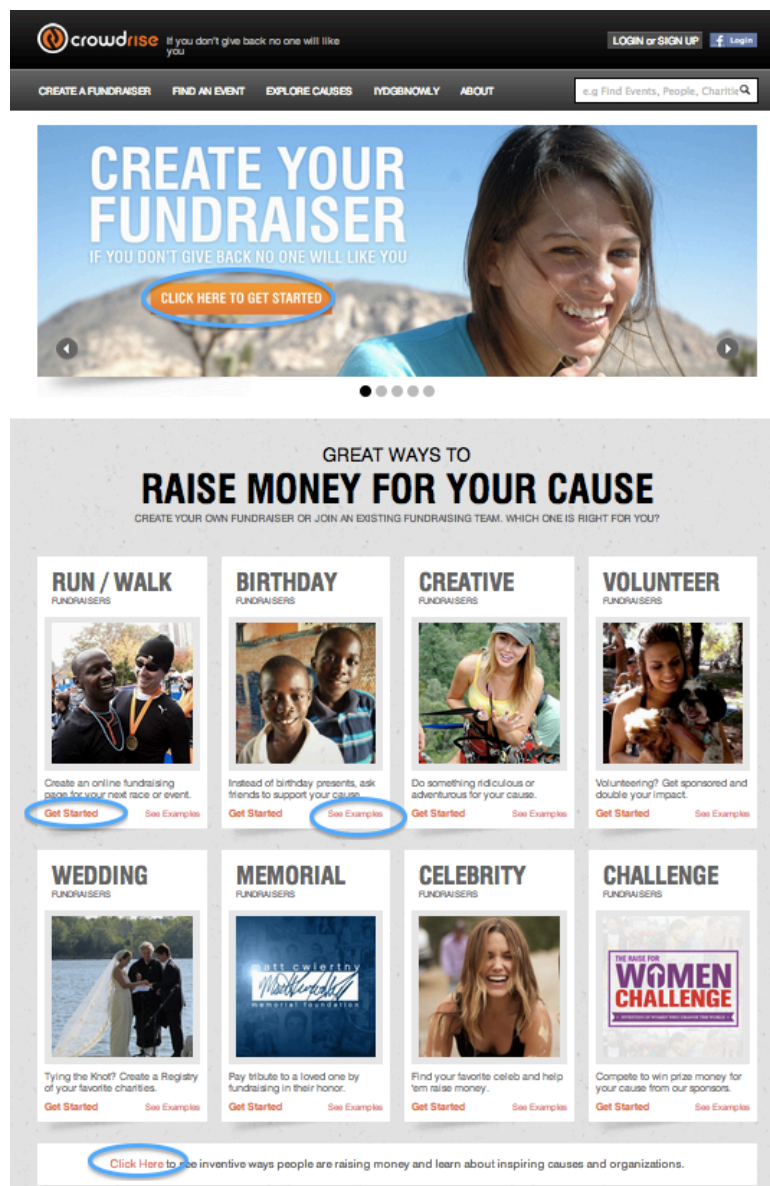 crowdrise
If you don't give back no one will like
you
LOGIN or SIGN UP
f Login
CREATE A FUNDRAISER FIND AN EVENT EXPLORE CAUSES IYDGBNOWLY ABOUT
e.g Find Events, People, Charitie
CREATE YOUR
FUNDRAISER
IF YOU DON'T GIVE BACK NO ONE WILL LIKE YOU
CLICK HERE TO GET STARTED
GREAT WAYS TO
RAISE MONEY FOR YOUR CAUSE
CREATE YOUR OWN FUNDRAISER OR JOIN AN EXISTING FUNDRAISING TEAM. WHICH ONE IS RIGHT FOR YOU?
RUN / WALK
FUNDRAISERS
Create an online fundraising
page for your next race or event.
Get Started See Examples
BIRTHDAY
FUNDRAISERS
Instead of birthday presents, ask
friends to support your cause.
Get Started See Examples
CREATIVE
FUNDRAISERS
Do something ridiculous or
adventurous for your cause.
Get Started See Examples
VOLUNTEER
FUNDRAISERS
Volunteering? Get sponsored and
double your impact.
Get Started See Examples
WEDDING
FUNDRAISERS
Tying the Knot? Create a Registry
of your favorite charities.
Get Started See Examples
MEMORIAL
FUNDRAISERS
matt cwiertny
memorial foundation
Pay tribute to a loved one by
fundraising in their honor.
Get Started See Examples
CELEBRITY
FUNDRAISERS
Find your favorite celeb and help
'em raise money.
Get Started See Examples
CHALLENGE
FUNDRAISERS
THE RAISE FOR
WOMEN
CHALLENGE
Compete to win prize money for
your cause from our sponsors.
Get Started See Examples
Click Here to see inventive ways people are raising money and learn about inspiring causes and organizations.